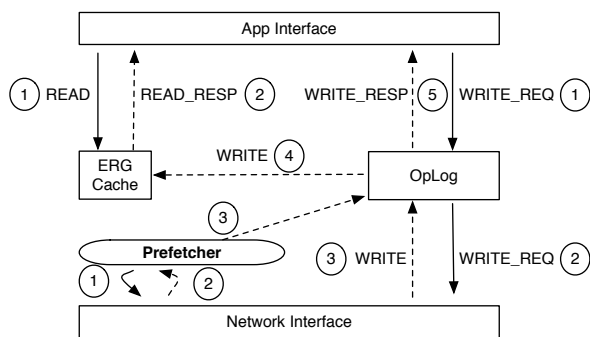 App Interface
1 READ
READ_RESP 2
WRITE_RESP 5
WRITE_REQ 1
WRITE 4
ERG
Cache
OpLog
3
Prefetcher
1
2
3 WRITE
WRITE_REQ 2
Network Interface